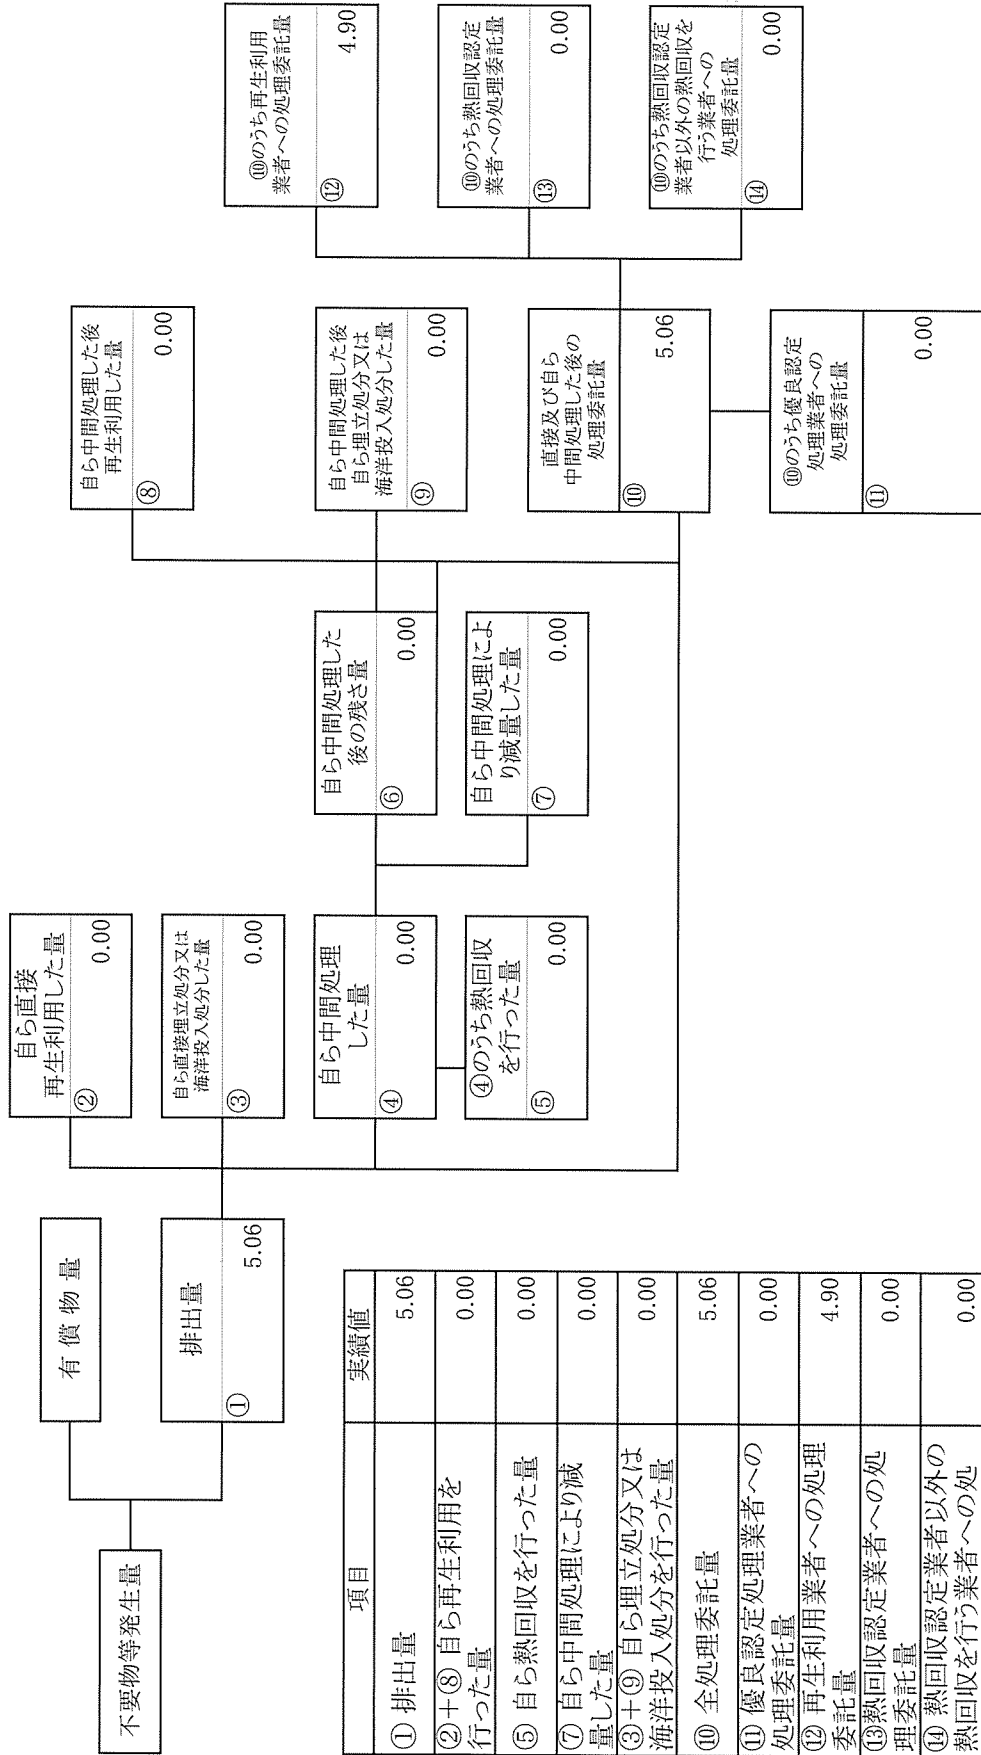 不要物等発生量
有 償 物 量
排出量
①
5.06
自ら直接
再生利用した量
②
0.00
自ら直接埋立処分又は
海洋投入処分した量
③
0.00
自ら中間処理
した量
④
0.00
④のうち熱回収
を行った量
⑤
0.00
自ら中間処理した
後の残さ量
⑥
0.00
自ら中間処理によ
り減量した量
⑦
0.00
自ら中間処理した後
再生利用した量
⑧
0.00
自ら中間処理した後
自ら埋立処分又は
海洋投入処分した量
⑨
0.00
直接及び自ら
中間処理した後の
処理委託量
⑩
5.06
⑩のうち優良認定
処理業者への
処理委託量
⑪
0.00
⑩のうち再生利用
業者への処理委託量
⑫
4.90
⑩のうち熱回収認定
業者への処理委託量
⑬
0.00
⑩のうち熱回収認定
業者以外の熱回収を
行う業者への
処理委託量
⑭
0.00
項目 実績値
① 排出量 5.06
②+⑧ 自ら再生利用を
行った量 0.00
⑤ 自ら熱回収を行った量 0.00
⑦ 自ら中間処理により減
量した量 0.00
③+⑨ 自ら埋立処分又は
海洋投入処分を行った量 0.00
⑩ 全処理委託量 5.06
⑪ 優良認定処理業者への
処理委託量 0.00
⑫ 再生利用業者への処理
委託量 4.90
⑬熱回収認定業者への処
理委託量 0.00
⑭ 熱回収認定業者以外の
熱回収を行う業者への処 0.00